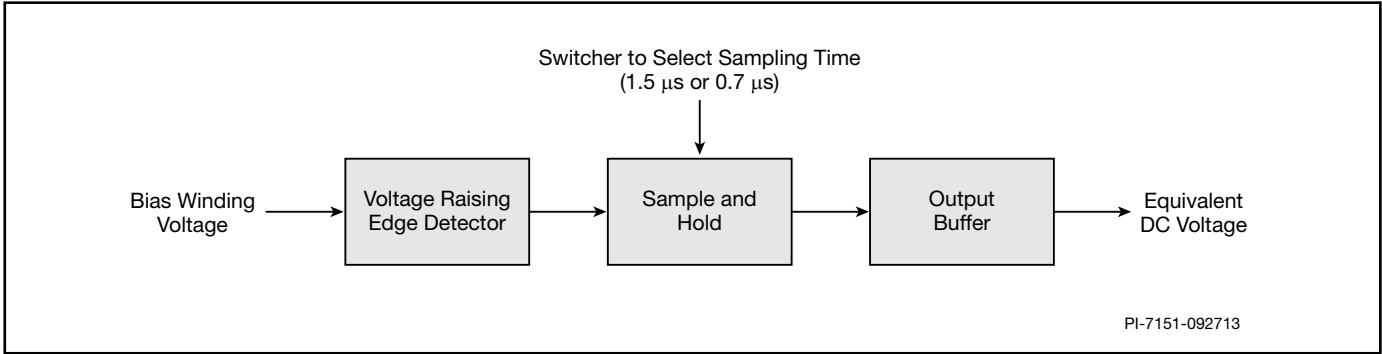 Switcher to Select Sampling Time
(1.5 μs or 0.7 μs)
Bias Winding
Voltage
Voltage Raising
Edge Detector
Sample and
Hold
Output
Buffer
Equivalent
DC Voltage
PI-7151-092713